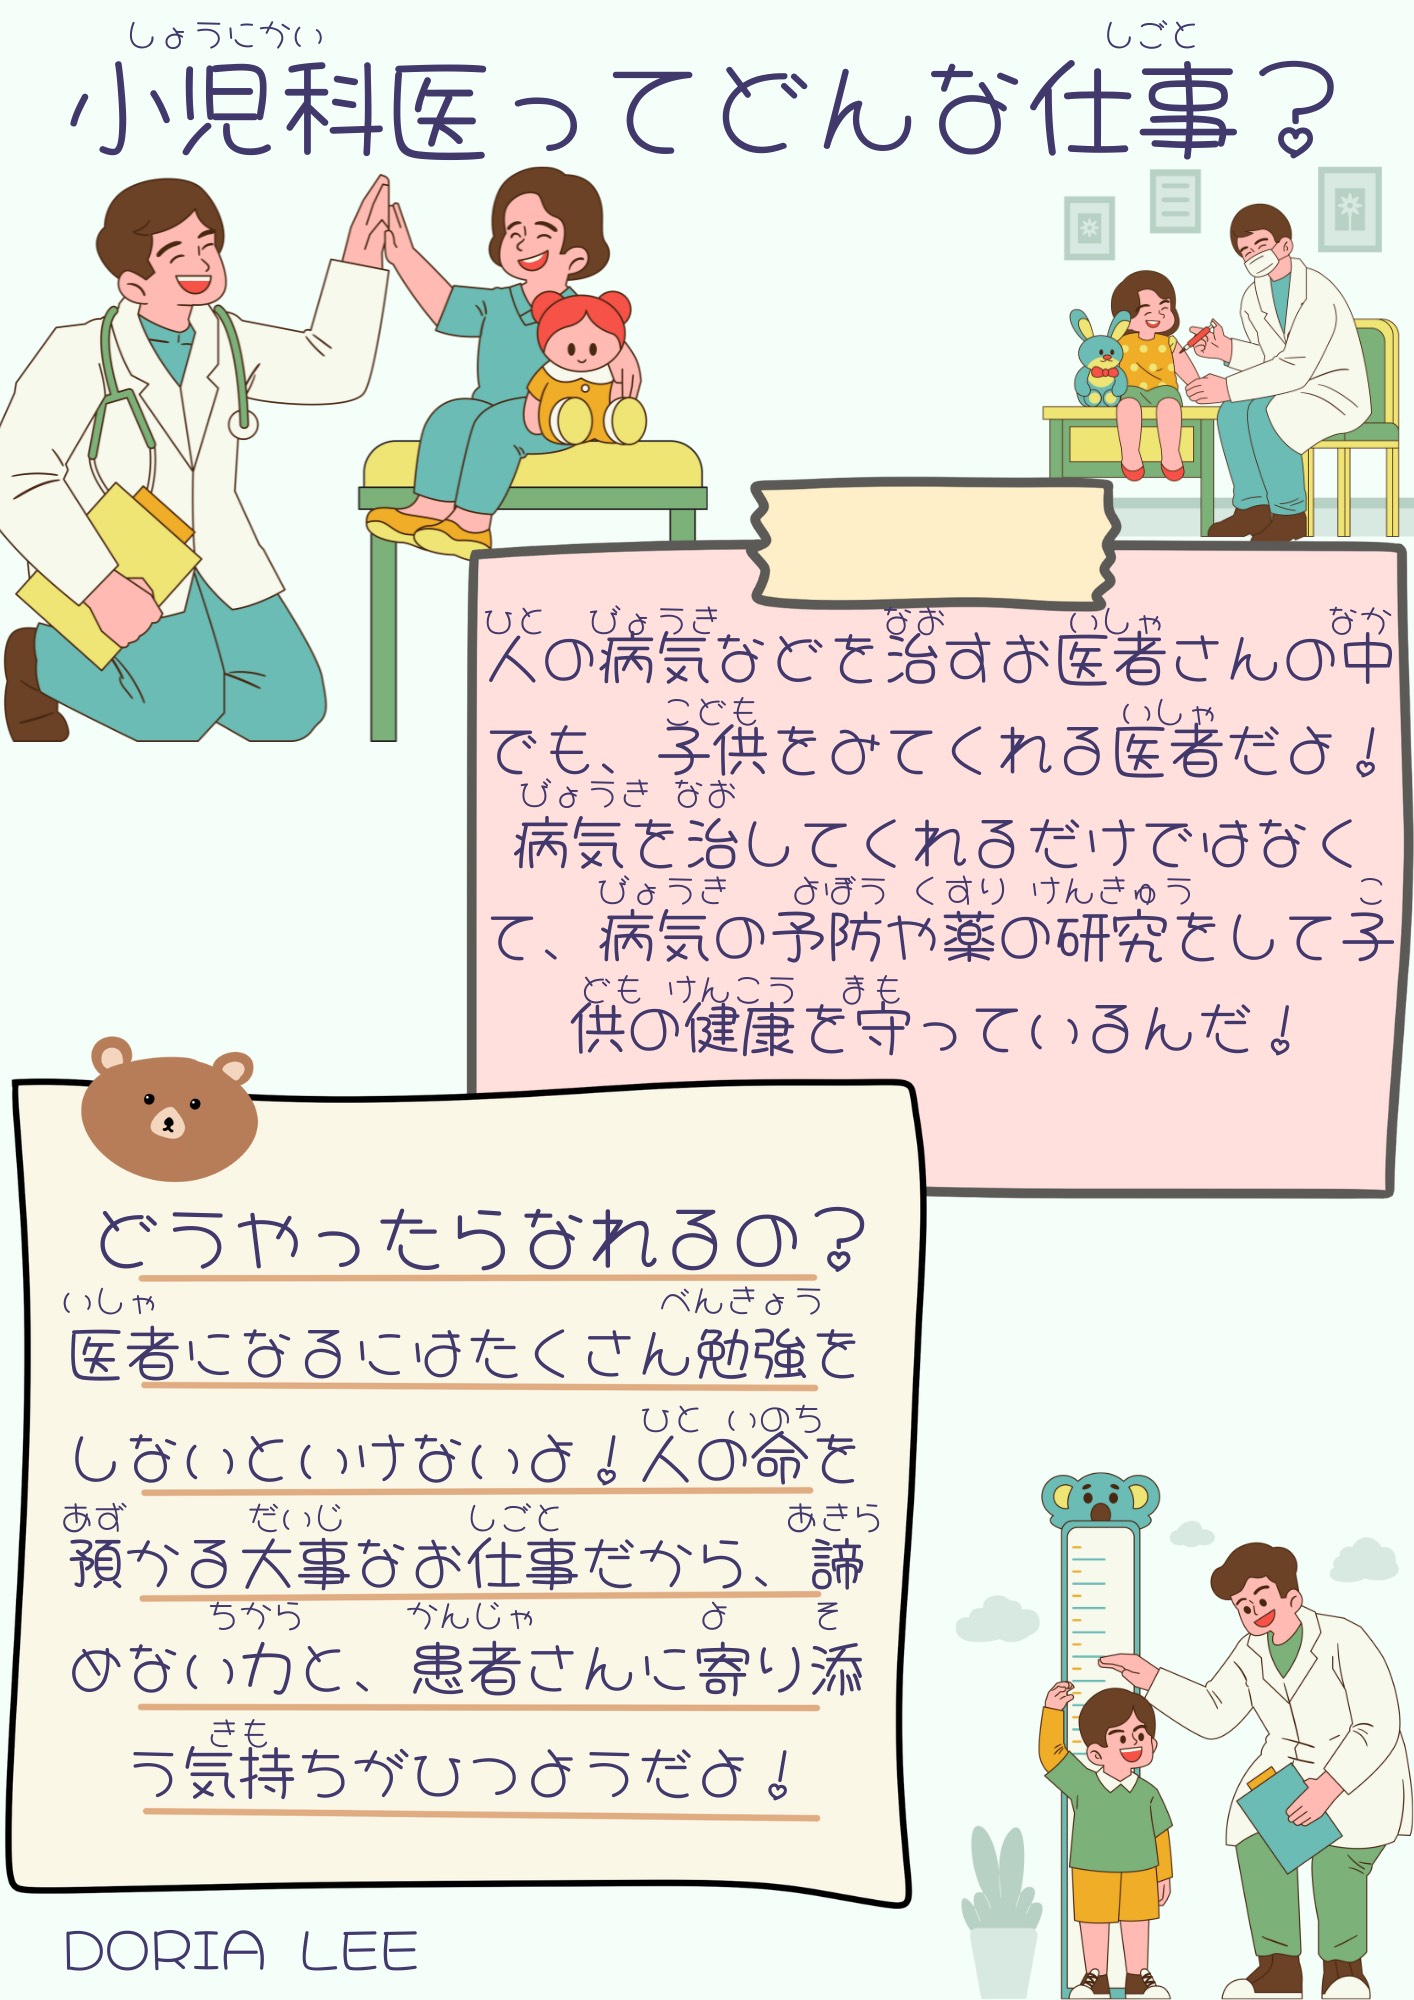 しょうにかい しごと
小児科医ってどんな仕事？
ひと びょうき なお いしゃ なか
人の病気などを治すお医者さんの中
こども いしゃ
でも、子供をみてくれる医者だよ！
びょうき なお
病気を治してくれるだけではなく
びょうき よぼう くすり けんきゅう こ
て、病気の予防や薬の研究をして子
ども けんこう まも
供の健康を守っているんだ！
どうやったらなれるの？
いしゃ べんきょう
医者になるにはたくさん勉強を
ひと いのち
しないといけないよ！人の命を
あず だいじ しごと あきら
預かる大事なお仕事だから、諦
ちから かんじゃ よ そ
めない力と、患者さんに寄り添
きも
う気持ちがひつようだよ！
DORIA LEE